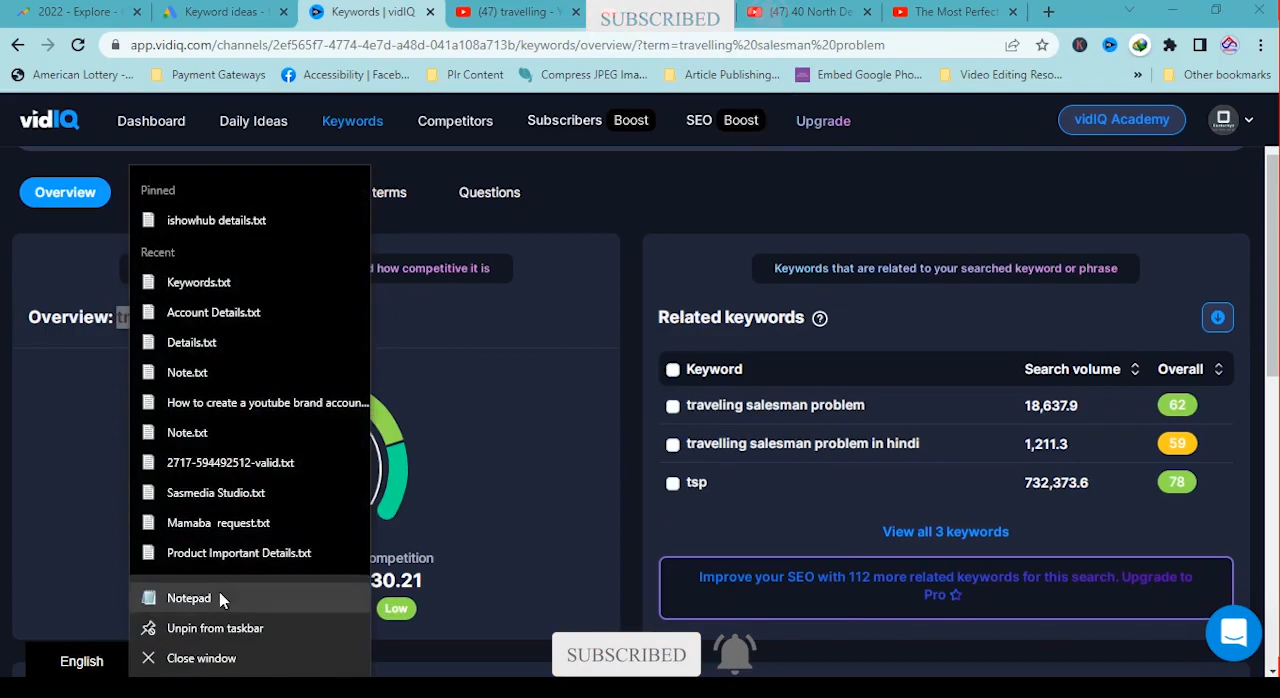 2022 - Explore - 
Keyword ideas - 
Keywords | vidIQ
(47) travelling - 
SUBSCRIBED
(47) 40 North De
The Most Perfect
app.vidiq.com/channels/2ef565f7-4774-4e7d-a48d-041a108a713b/keywords/overview/?term=travelling%20salesman%20problem
American Lottery -...
Payment Gateways
Accessibility | Faceb...
Plr Content
Compress JPEG Ima...
Article Publishing...
Embed Google Pho...
Video Editing Reso...
»
Other bookmarks
vidIQ
Dashboard
Daily Ideas
Keywords
Competitors
Subscribers Boost
SEO Boost
Upgrade
vidIQ Academy
Overview
terms
Questions
Pinned
ishowhub details.txt
Recent
Keywords.txt
Account Details.txt
Details.txt
Note.txt
How to create a youtube brand accoun...
Note.txt
2717-594492512-valid.txt
Sasmedia Studio.txt
Mamaba request.txt
Product Important Details.txt
Notepad
Unpin from taskbar
Close window
d how competitive it is
Overview: tr
ompetition
30.21
Low
English
Keywords that are related to your searched keyword or phrase
Related keywords ?
Keyword Search volume Overall
traveling salesman problem 18,637.9 62
travelling salesman problem in hindi 1,211.3 59
tsp 732,373.6 78
View all 3 keywords
Improve your SEO with 112 more related keywords for this search. Upgrade to
Pro
SUBSCRIBED